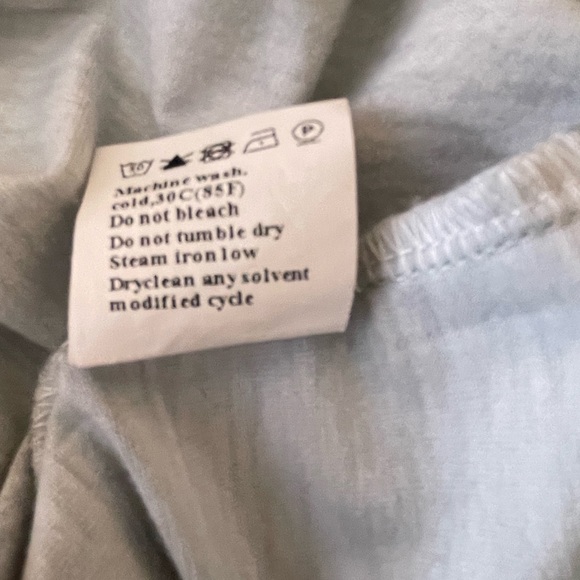 30 P
Machine wash,
cold,30C(85F)
Do not bleach
Do not tumble dry
Steam iron low
Dryclean any solvent
modified cycle